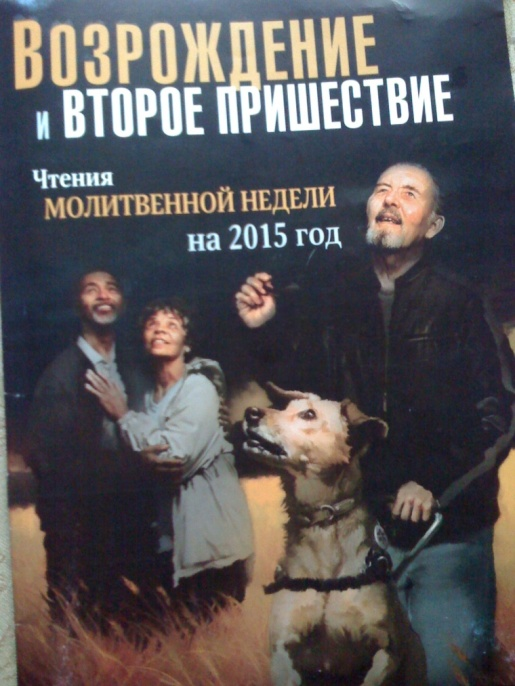 ВОЗРОЖДЕНИЕ
И ВТОРОЕ ПРИШЕСТВИЕ
Чтения
МОЛИТВЕННОЙ НЕДЕЛИ
на 2015 год